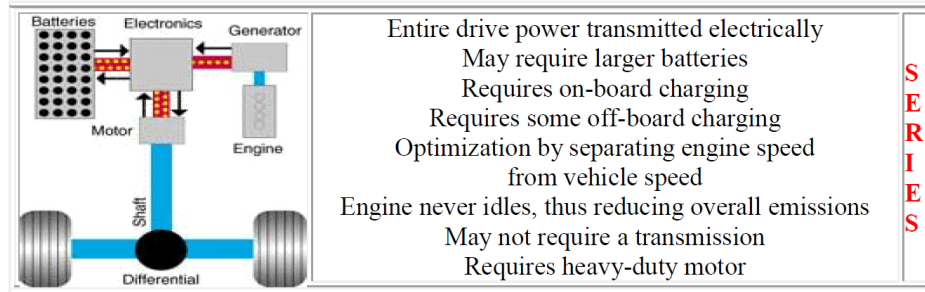 Batteries
Electronics
Generator
Motor
Engine
Shaft
Differential
Entire drive power transmitted electrically
May require larger batteries
Requires on-board charging
Requires some off-board charging
Optimization by separating engine speed
from vehicle speed
Engine never idles, thus reducing overall emissions
May not require a transmission
Requires heavy-duty motor
S
E
R
I
E
S